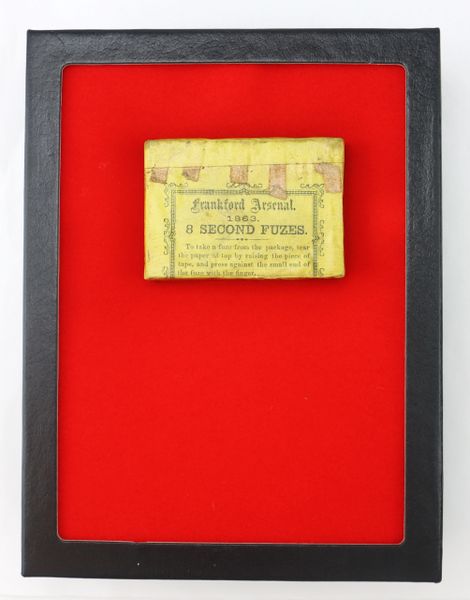 Frankford Arsenal.
1863.
8 SECOND FUZES.
To take a fuze from the package, tear
the paper at top by raising the piece of
tape, and press against the small end of
the fuze with the finger.